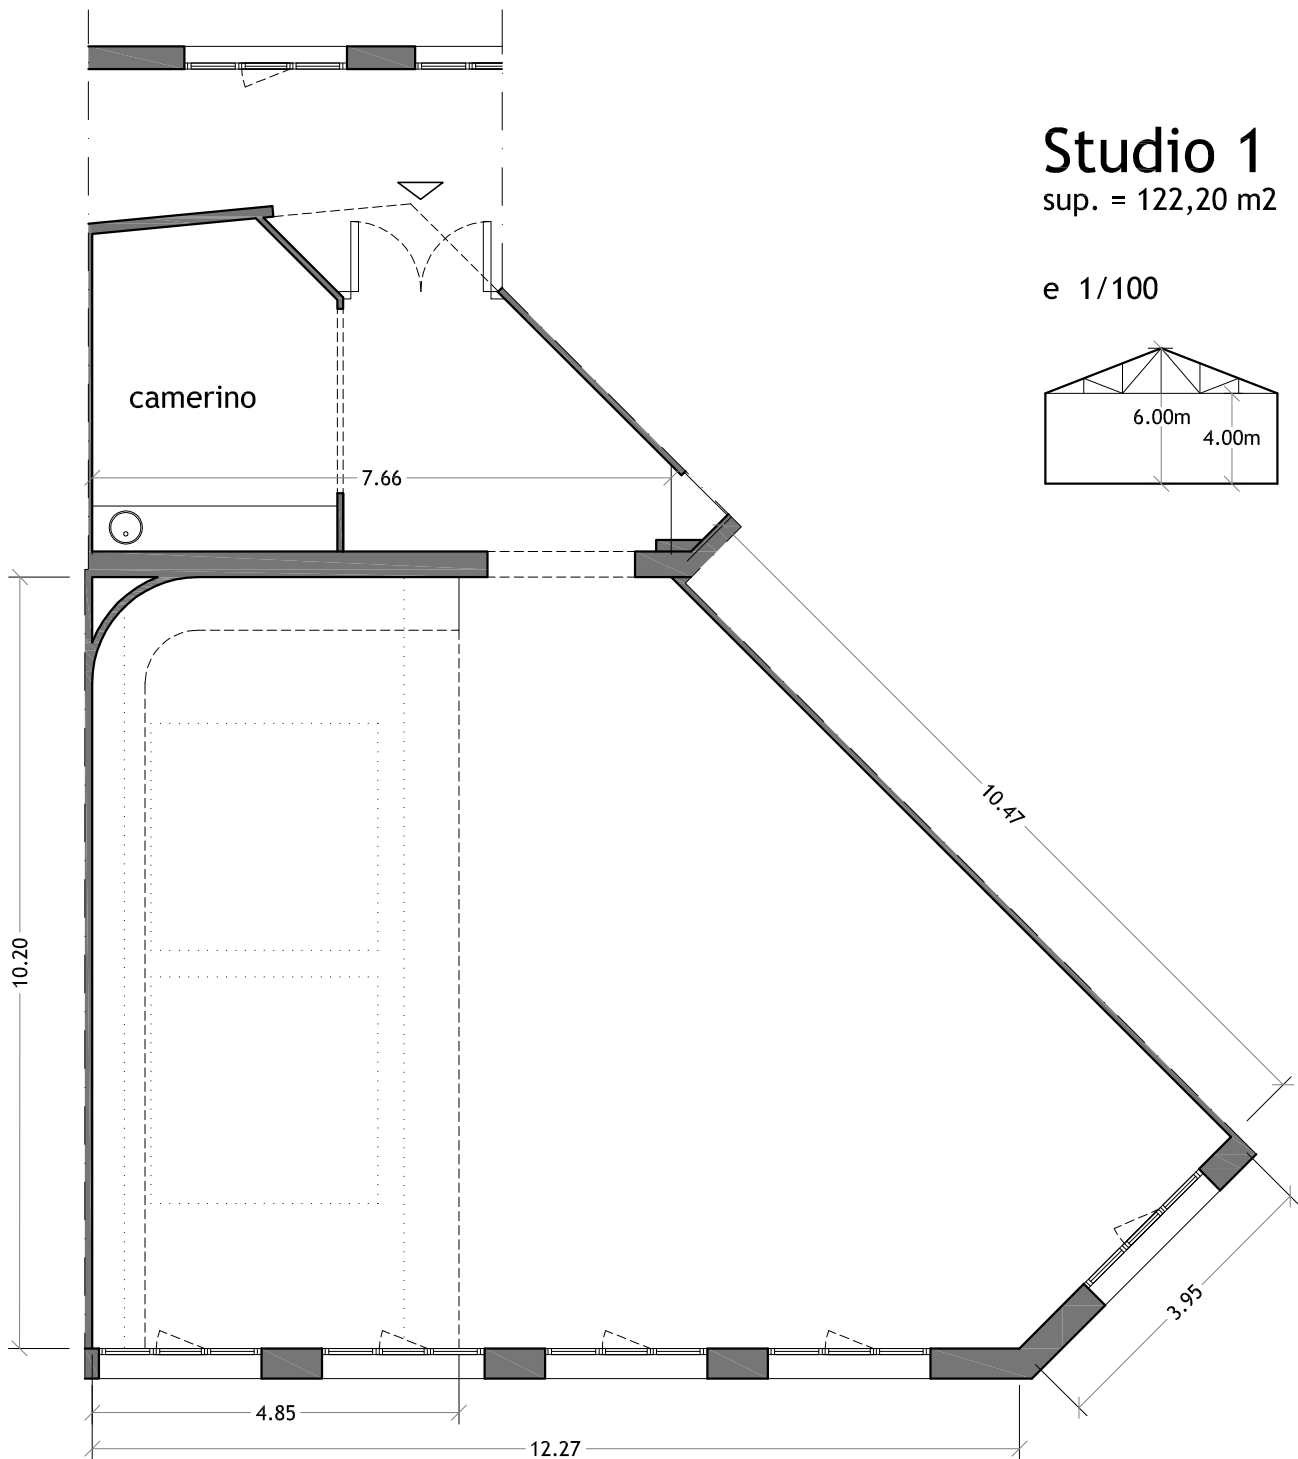 Studio 1
sup. = 122,20 m2
e 1/100
6.00m
4.00m
camerino
7.66
10.47
10.20
3.95
4.85
12.27